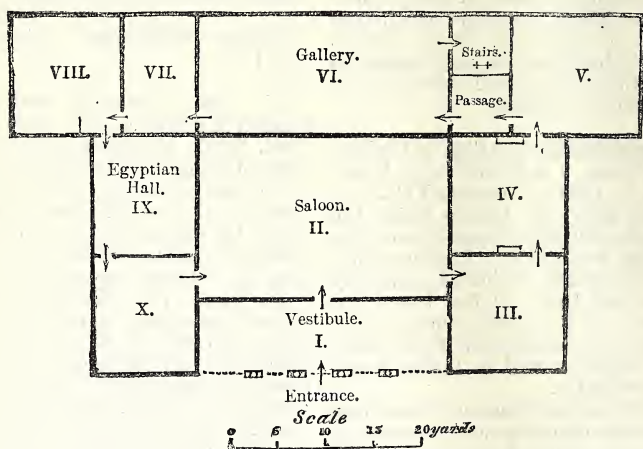 VIII.
VII.
Gallery.
VI.
Stairs.
Passage.
V.
Egyptian
Hall.
IX.
Saloon.
II.
IV.
X.
Vestibule.
I.
III.
Entrance.
Scale
0 5 10 15 20 yards